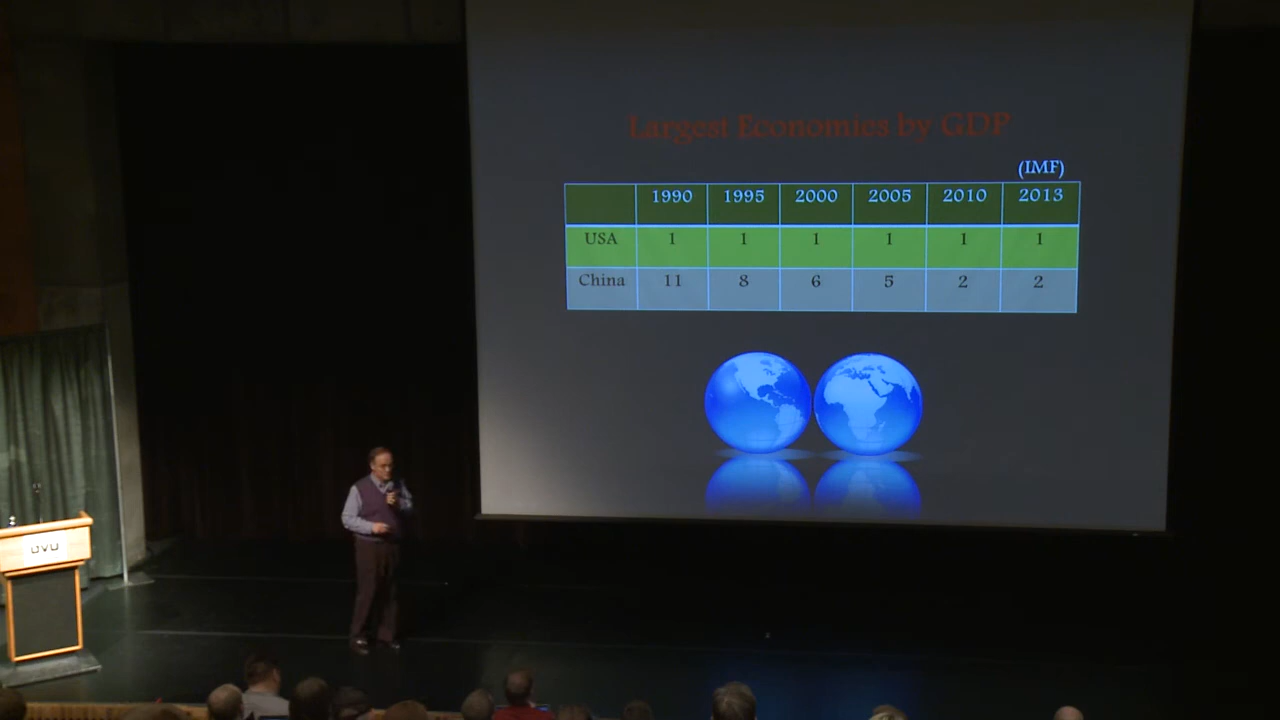 Largest Economies by GDP
(IMF)
1990 1995 2000 2005 2010 2013
USA 1 1 1 1 1 1
China 11 8 6 5 2 2
UVU